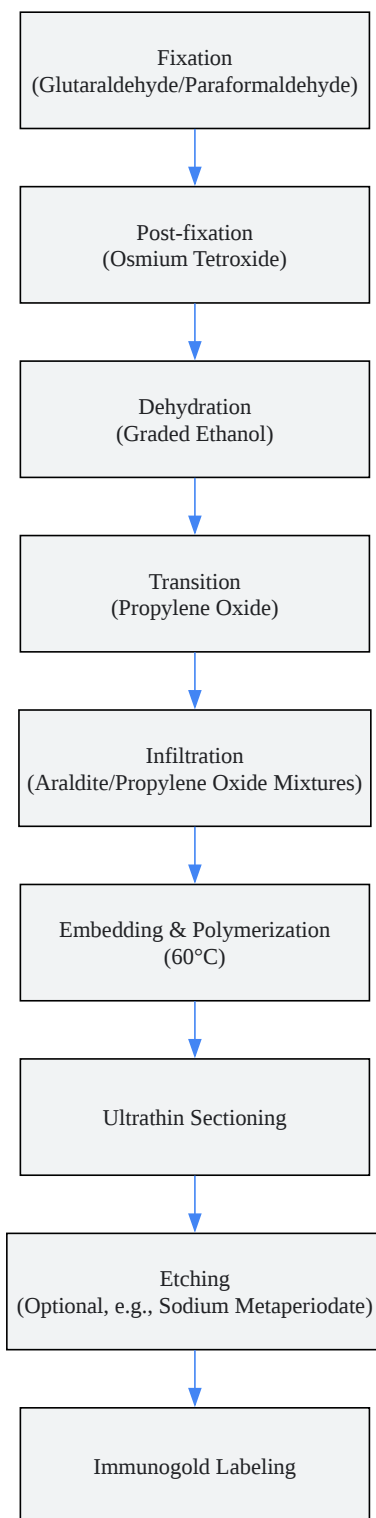 Fixation
(Glutaraldehyde/Paraformaldehyde)
Post-fixation
(Osmium Tetroxide)
Dehydration
(Graded Ethanol)
Transition
(Propylene Oxide)
Infiltration
(Araldite/Propylene Oxide Mixtures)
Embedding & Polymerization
(60°C)
Ultrathin Sectioning
Etching
(Optional, e.g., Sodium Metaperiodate)
Immunogold Labeling